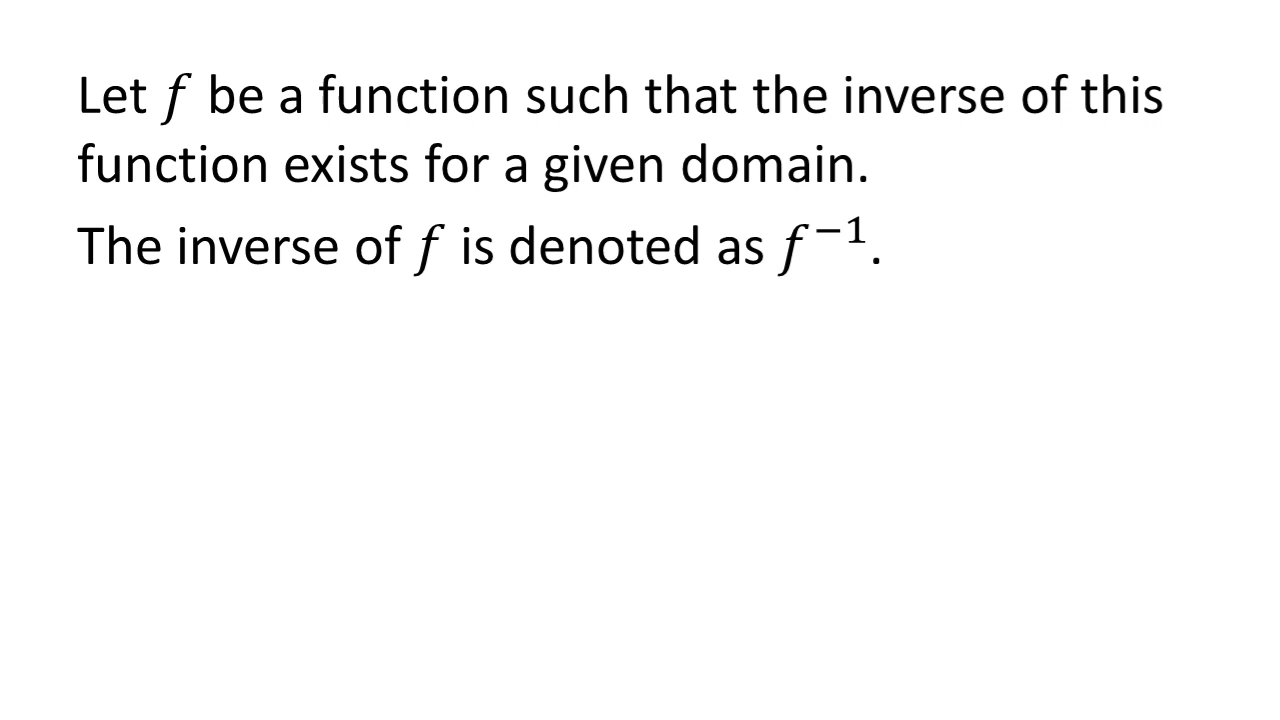 Let 𝑓 be a function such that the inverse of this
function exists for a given domain.
The inverse of 𝑓 is denoted as 𝑓⁻¹.